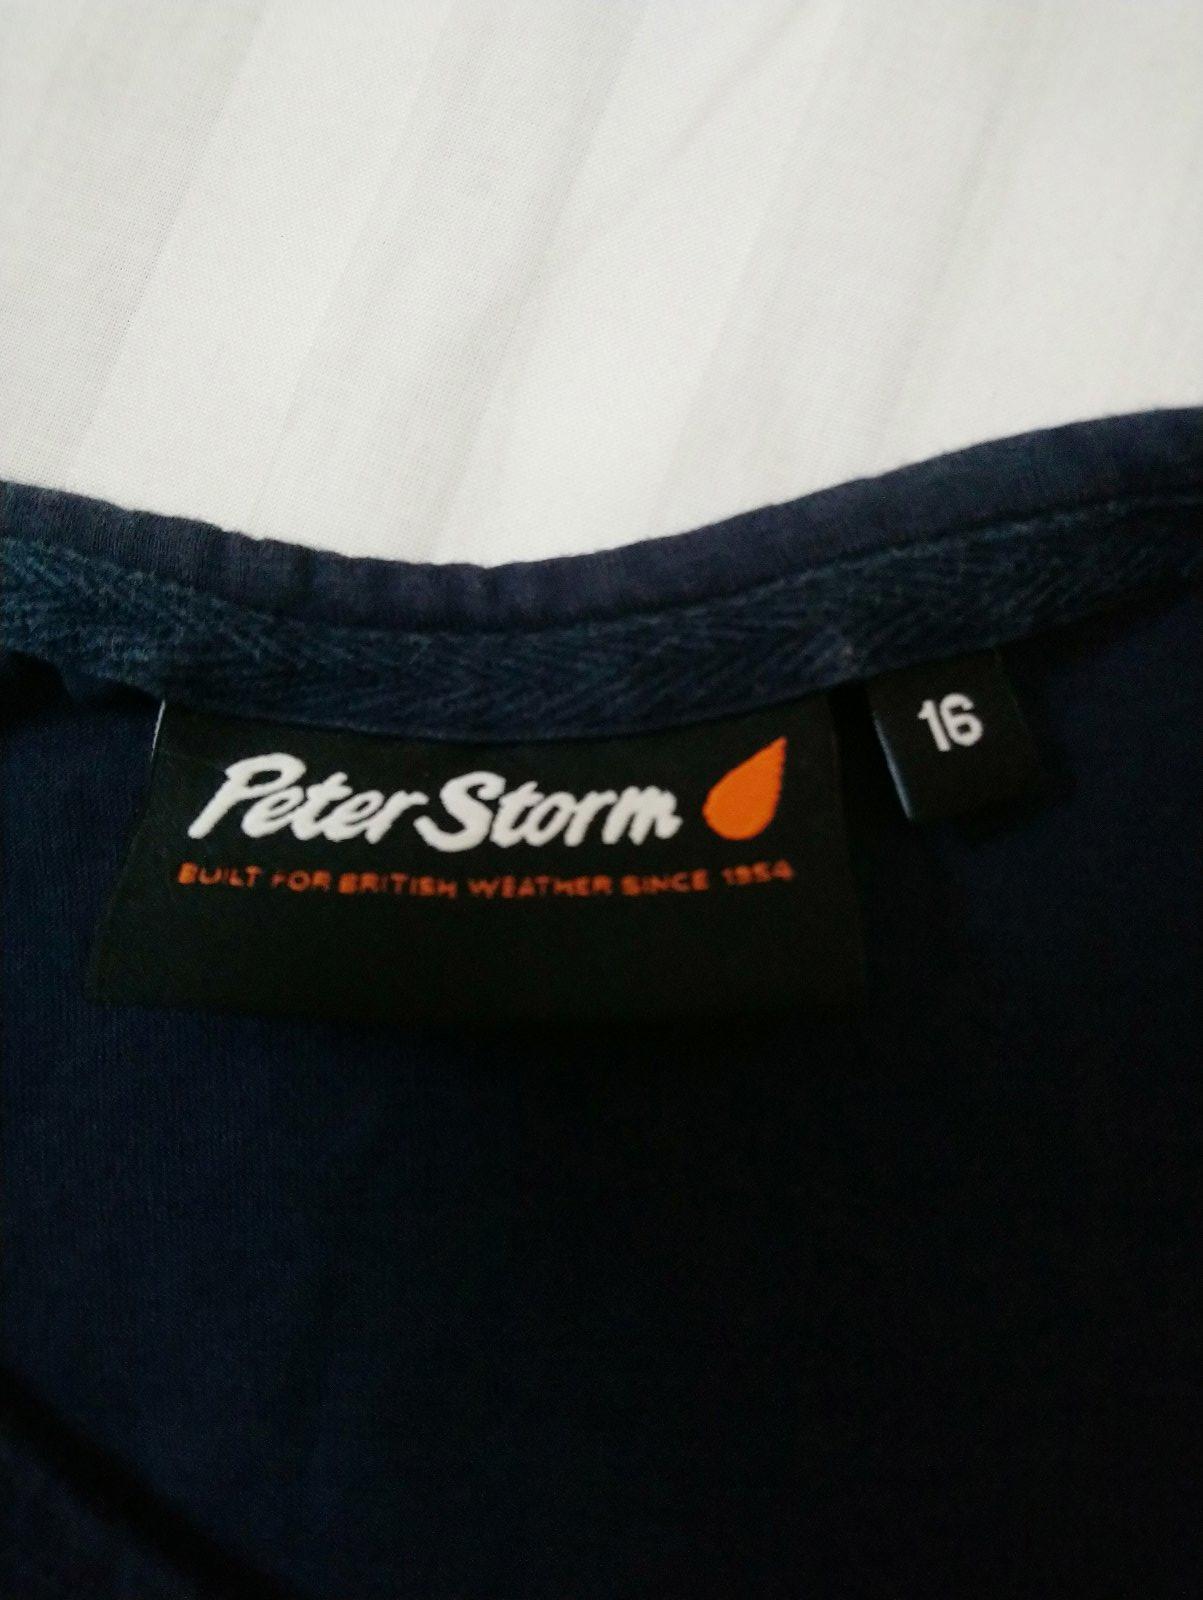 Peter Storm
16
BUILT FOR BRITISH WEATHER SINCE 1954